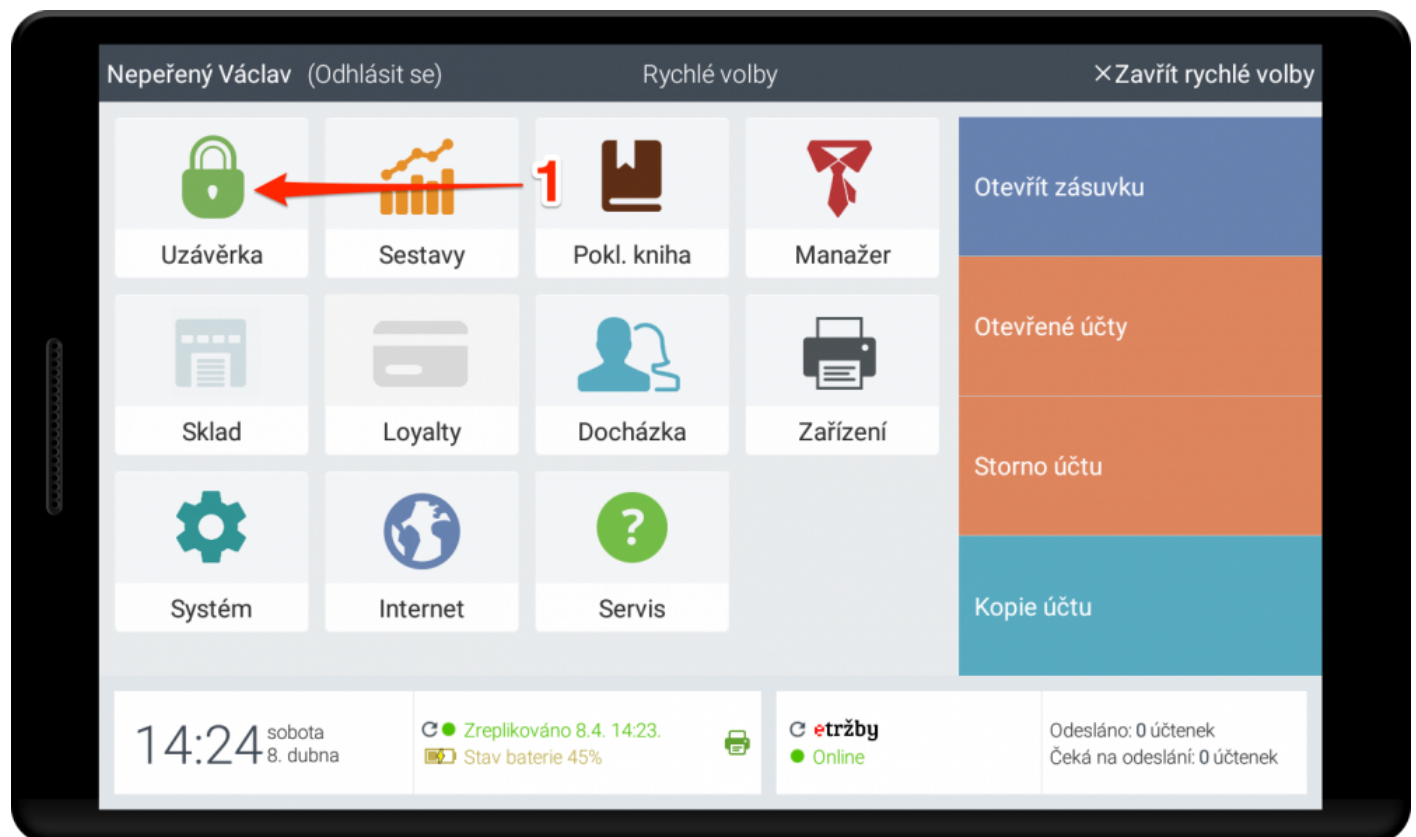 Nepeřený Václav (Odhlásit se) Rychlé volby ×Zavřít rychlé volby
1
Uzávěrka Sestavy Pokl. kniha Manažer
Sklad Loyalty Docházka Zařízení
Systém Internet Servis
Otevřít zásuvku
Otevřené účty
Storno účtu
Kopie účtu
14:24 sobota
8. dubna
Zreplikováno 8.4. 14:23.
Stav baterie 45%
etržby
Online
Odesláno: 0 účtenek
Čeká na odeslání: 0 účtenek